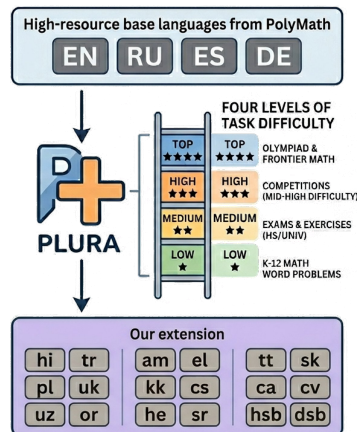 High-resource base languages from PolyMath
EN RU ES DE
FOUR LEVELS OF
TASK DIFFICULTY
P+
PLURA
TOP
★★★★
TOP
★★★★
OLYMPIAD &
FRONTIER MATH
HIGH
★★★
HIGH
★★★
COMPETITIONS
(MID-HIGH DIFFICULTY)
MEDIUM
★★
MEDIUM
★★
EXAMS & EXERCISES
(HS/UNIV)
LOW
★
LOW
★
K-12 MATH
WORD PROBLEMS
Our extension
hi tr am el tt sk
pl uk kk cs ca cv
uz or he sr hsb dsb